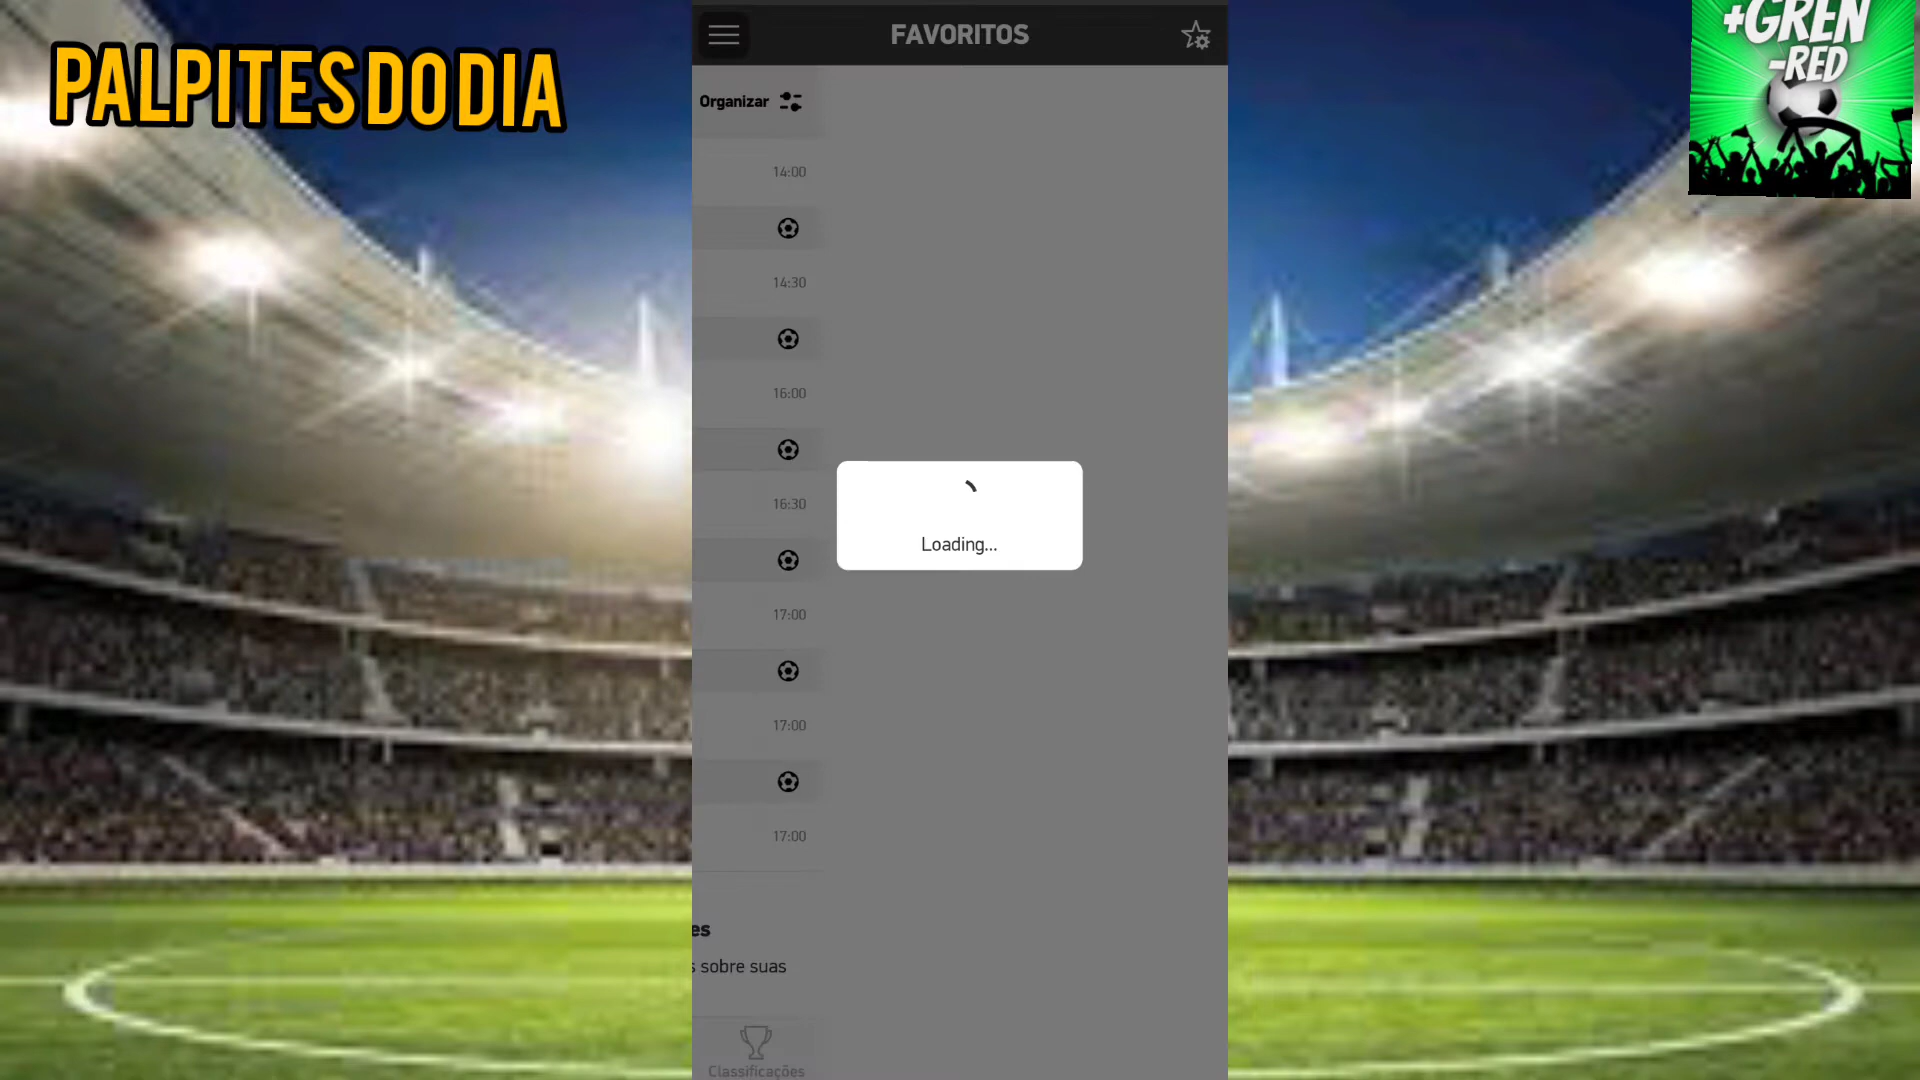 PALPITES DO DIA
FAVORITOS
+GREN
-RED
Organizar
14:00
14:30
16:00
16:30
Loading...
17:00
17:00
17:00
es
s sobre suas
Classificações